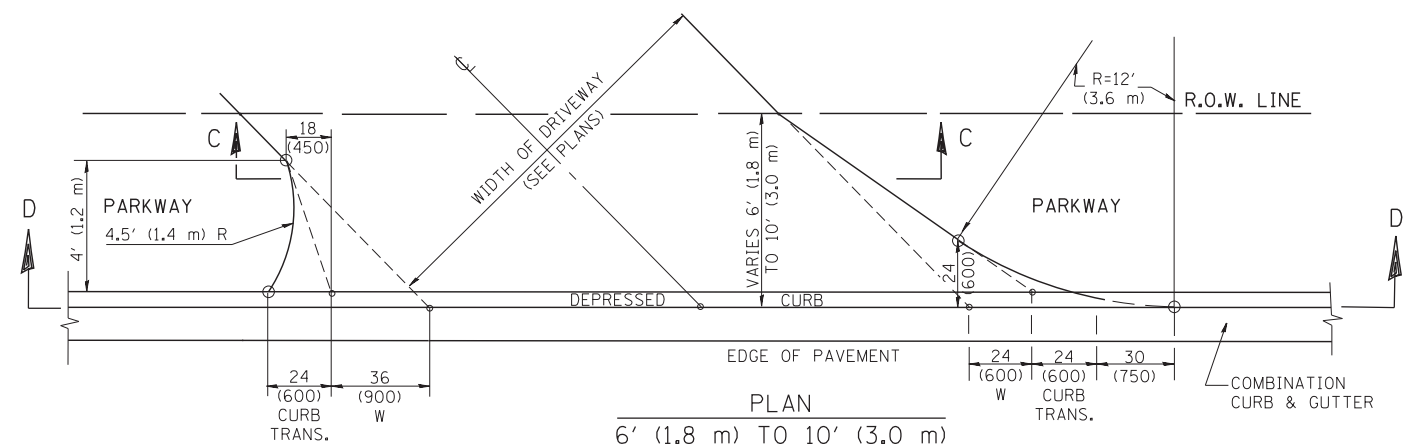 ℄
WIDTH OF DRIVEWAY
(SEE PLANS)
R=12'
(3.6 m)
R.O.W. LINE
18
(450)
C
C
4' (1.2 m)
PARKWAY
4.5' (1.4 m) R
VARIES 6' (1.8 m)
TO 10' (3.0 m)
PARKWAY
D
D
24
(600)
DEPRESSED CURB
EDGE OF PAVEMENT
24
(600)
CURB
TRANS.
36
(900)
W
24
(600)
W
24
(600)
CURB
TRANS.
30
(750)
COMBINATION
CURB & GUTTER
PLAN
6' (1.8 m) TO 10' (3.0 m)